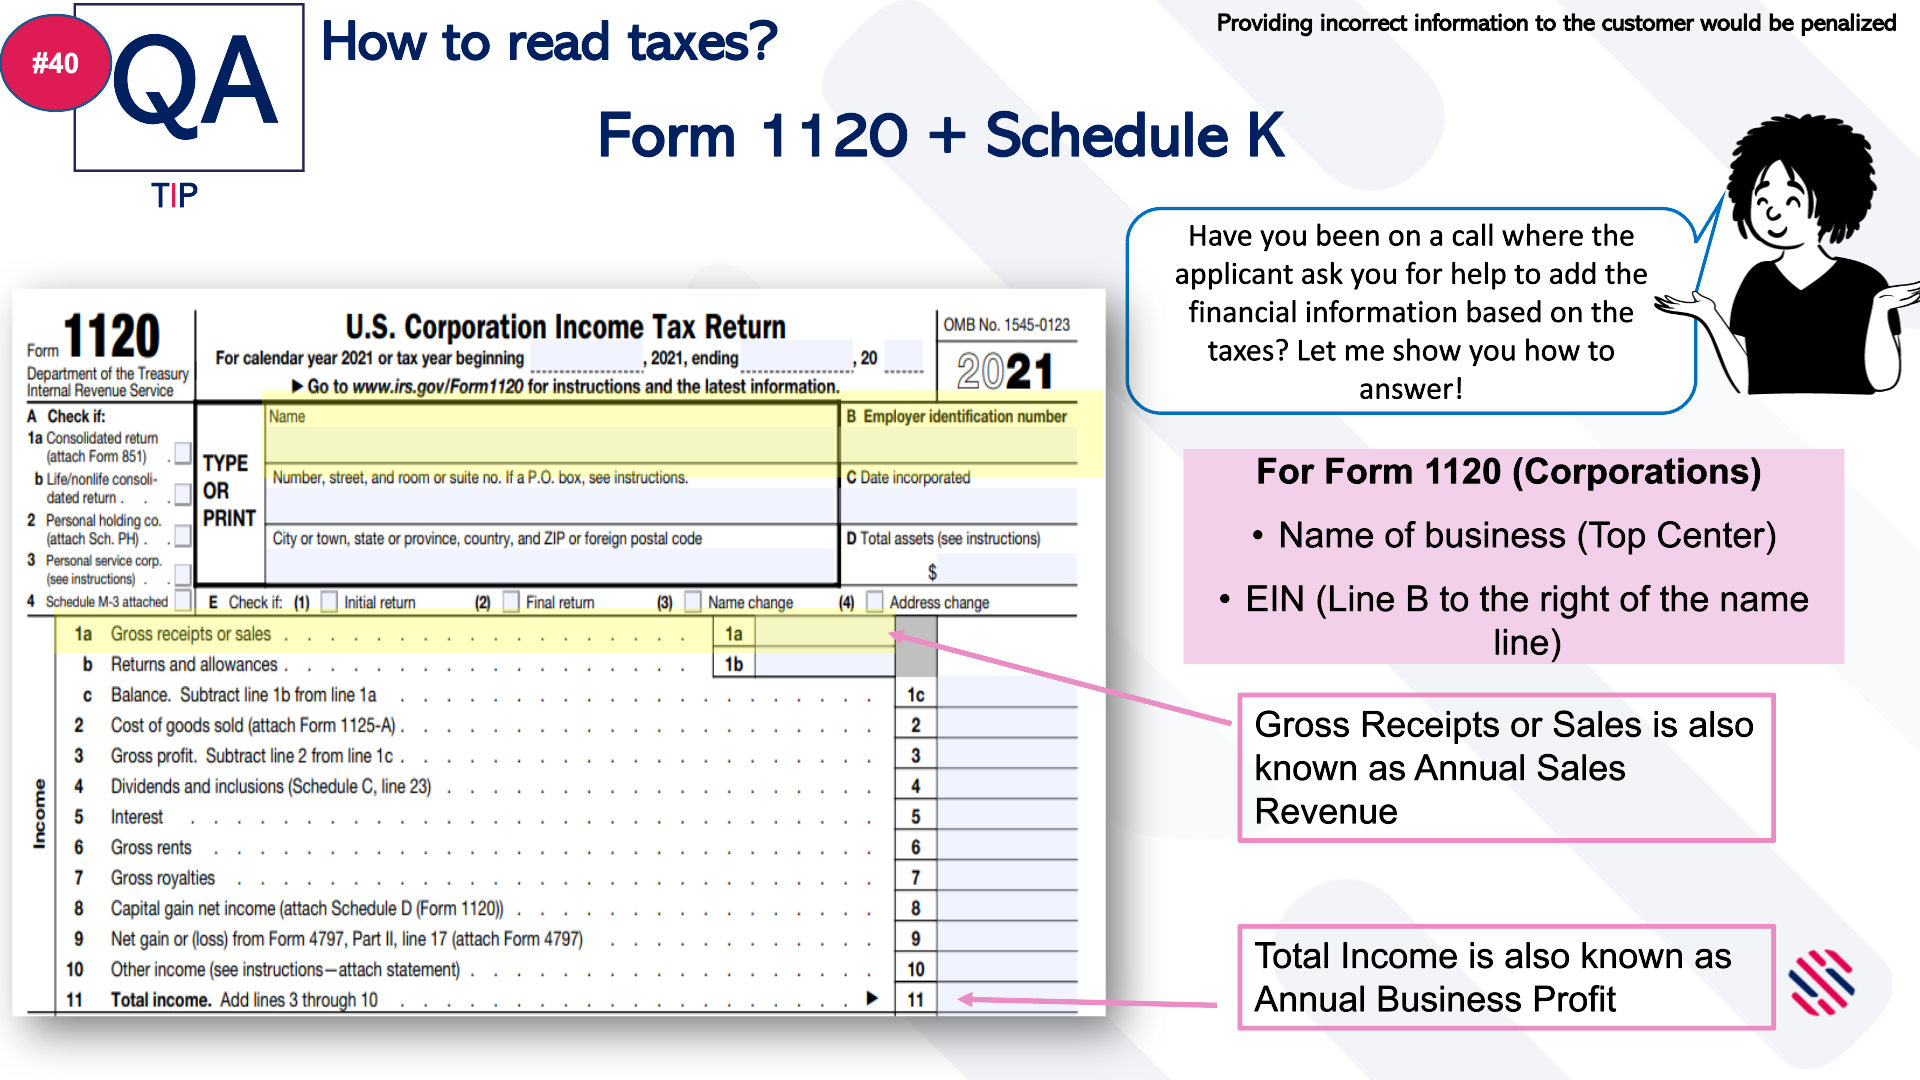 #40
QA
TIP
How to read taxes?
Providing incorrect information to the customer would be penalized
Form 1120 + Schedule K
Have you been on a call where the
applicant ask you for help to add the
financial information based on the
taxes? Let me show you how to
answer!
Form 1120
Department of the Treasury
Internal Revenue Service
U.S. Corporation Income Tax Return
For calendar year 2021 or tax year beginning , 2021, ending , 20
▶ Go to www.irs.gov/Form1120 for instructions and the latest information.
OMB No. 1545-0123
2021
A Check if:
1a Consolidated return
(attach Form 851) .
b Life/nonlife consoli-
dated return . . .
2 Personal holding co.
(attach Sch. PH) . .
3 Personal service corp.
(see instructions) . .
4 Schedule M-3 attached
TYPE
OR
PRINT
Name
Number, street, and room or suite no. If a P.O. box, see instructions.
City or town, state or province, country, and ZIP or foreign postal code
B Employer identification number
C Date incorporated
D Total assets (see instructions)
$
E Check if: (1) Initial return (2) Final return (3) Name change (4) Address change
Income
1a Gross receipts or sales . . . . . . . . . . . . . . . . . . 1a
b Returns and allowances . . . . . . . . . . . . . . . . . . 1b
c Balance. Subtract line 1b from line 1a . . . . . . . . . . . . . . . . . . . . . 1c
2 Cost of goods sold (attach Form 1125-A) . . . . . . . . . . . . . . . . . . . . . 2
3 Gross profit. Subtract line 2 from line 1c . . . . . . . . . . . . . . . . . . . . . 3
4 Dividends and inclusions (Schedule C, line 23) . . . . . . . . . . . . . . . . . . . 4
5 Interest . . . . . . . . . . . . . . . . . . . . . . . . . . . . . . 5
6 Gross rents . . . . . . . . . . . . . . . . . . . . . . . . . . . . . 6
7 Gross royalties . . . . . . . . . . . . . . . . . . . . . . . . . . . . 7
8 Capital gain net income (attach Schedule D (Form 1120)) . . . . . . . . . . . . . . . . 8
9 Net gain or (loss) from Form 4797, Part II, line 17 (attach Form 4797) . . . . . . . . . . . . 9
10 Other income (see instructions—attach statement) . . . . . . . . . . . . . . . . . . 10
11 Total income. Add lines 3 through 10 . . . . . . . . . . . . . . . . . . . . ▶ 11
For Form 1120 (Corporations)
• Name of business (Top Center)
• EIN (Line B to the right of the name
line)
Gross Receipts or Sales is also
known as Annual Sales
Revenue
Total Income is also known as
Annual Business Profit